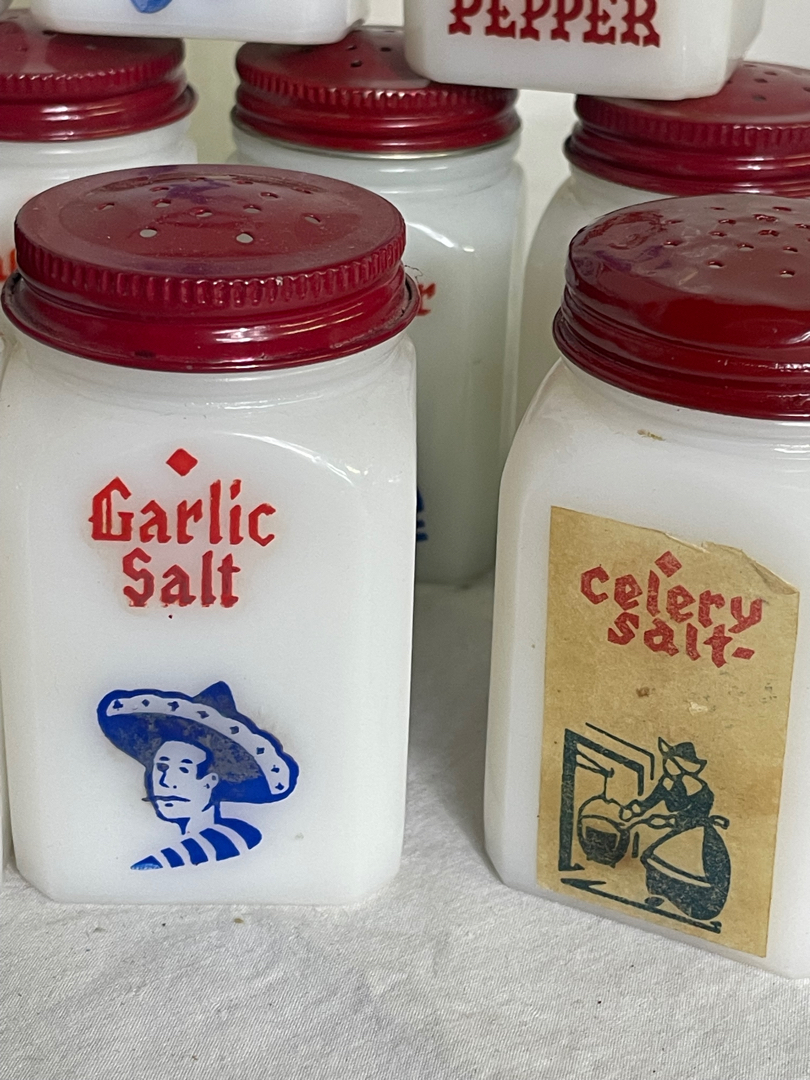 PEPPER
Garlic
Salt
celery
salt-